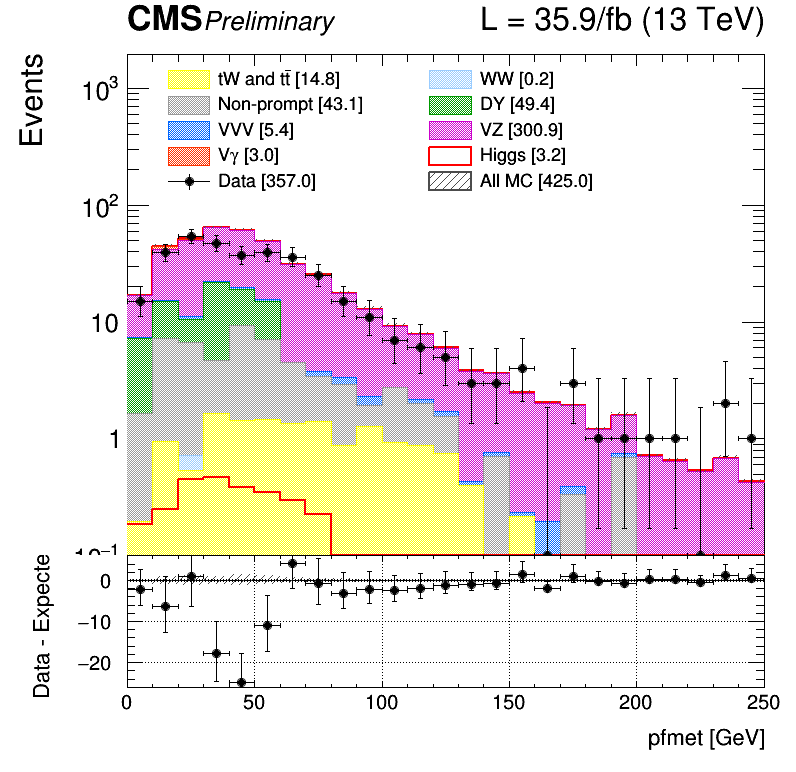 CMS Preliminary L = 35.9/fb (13 TeV)
Events
tW and tt̄ [14.8] WW [0.2]
Non-prompt [43.1] DY [49.4]
VVV [5.4] VZ [300.9]
Vγ [3.0] Higgs [3.2]
Data [357.0] All MC [425.0]
10³
10²
10
1
10⁻¹
Data - Expecte
0
−10
−20
0 50 100 150 200 250
pfmet [GeV]